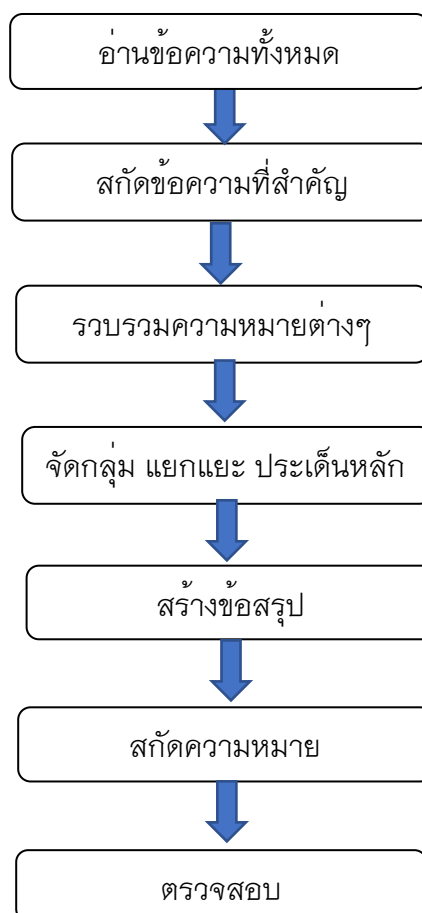 อ่านข้อความทั้งหมด
สกัดข้อความที่สำคัญ
รวบรวมความหมายต่างๆ
จัดกลุ่ม แยกแยะ ประเด็นหลัก
สร้างข้อสรุป
สกัดความหมาย
ตรวจสอบ